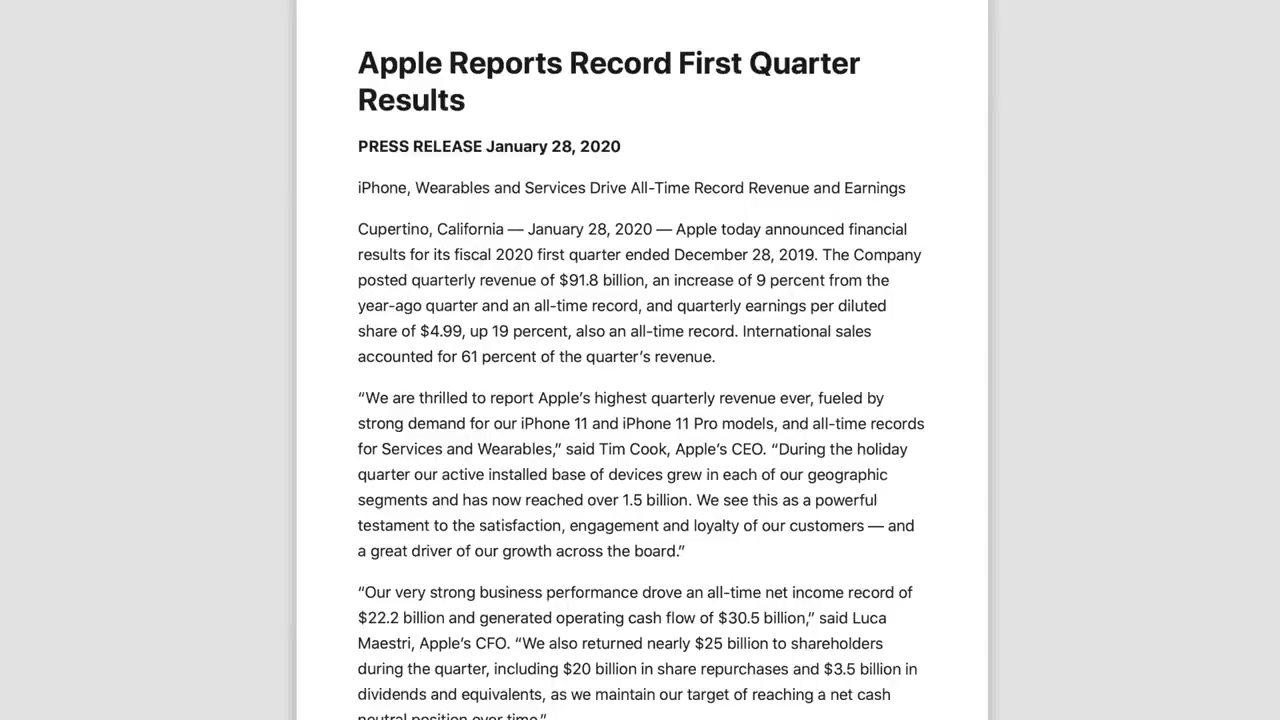 Apple Reports Record First Quarter
Results
PRESS RELEASE January 28, 2020
iPhone, Wearables and Services Drive All-Time Record Revenue and Earnings
Cupertino, California — January 28, 2020 — Apple today announced financial
results for its fiscal 2020 first quarter ended December 28, 2019. The Company
posted quarterly revenue of $91.8 billion, an increase of 9 percent from the
year-ago quarter and an all-time record, and quarterly earnings per diluted
share of $4.99, up 19 percent, also an all-time record. International sales
accounted for 61 percent of the quarter’s revenue.
“We are thrilled to report Apple’s highest quarterly revenue ever, fueled by
strong demand for our iPhone 11 and iPhone 11 Pro models, and all-time records
for Services and Wearables,” said Tim Cook, Apple’s CEO. “During the holiday
quarter our active installed base of devices grew in each of our geographic
segments and has now reached over 1.5 billion. We see this as a powerful
testament to the satisfaction, engagement and loyalty of our customers — and
a great driver of our growth across the board.”
“Our very strong business performance drove an all-time net income record of
$22.2 billion and generated operating cash flow of $30.5 billion,” said Luca
Maestri, Apple’s CFO. “We also returned nearly $25 billion to shareholders
during the quarter, including $20 billion in share repurchases and $3.5 billion in
dividends and equivalents, as we maintain our target of reaching a net cash
neutral position over time.”